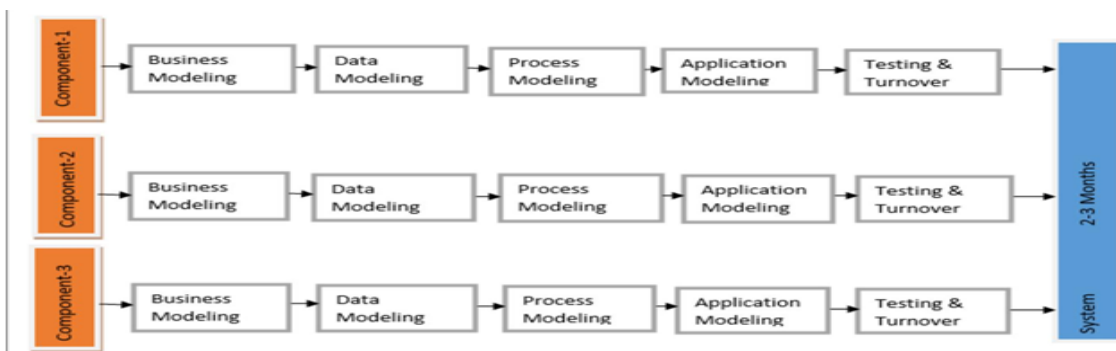 Component-1
Business
Modeling
Data
Modeling
Process
Modeling
Application
Modeling
Testing &
Turnover
Component-2
Business
Modeling
Data
Modeling
Process
Modeling
Application
Modeling
Testing &
Turnover
Component-3
Business
Modeling
Data
Modeling
Process
Modeling
Application
Modeling
Testing &
Turnover
System 2-3 Months